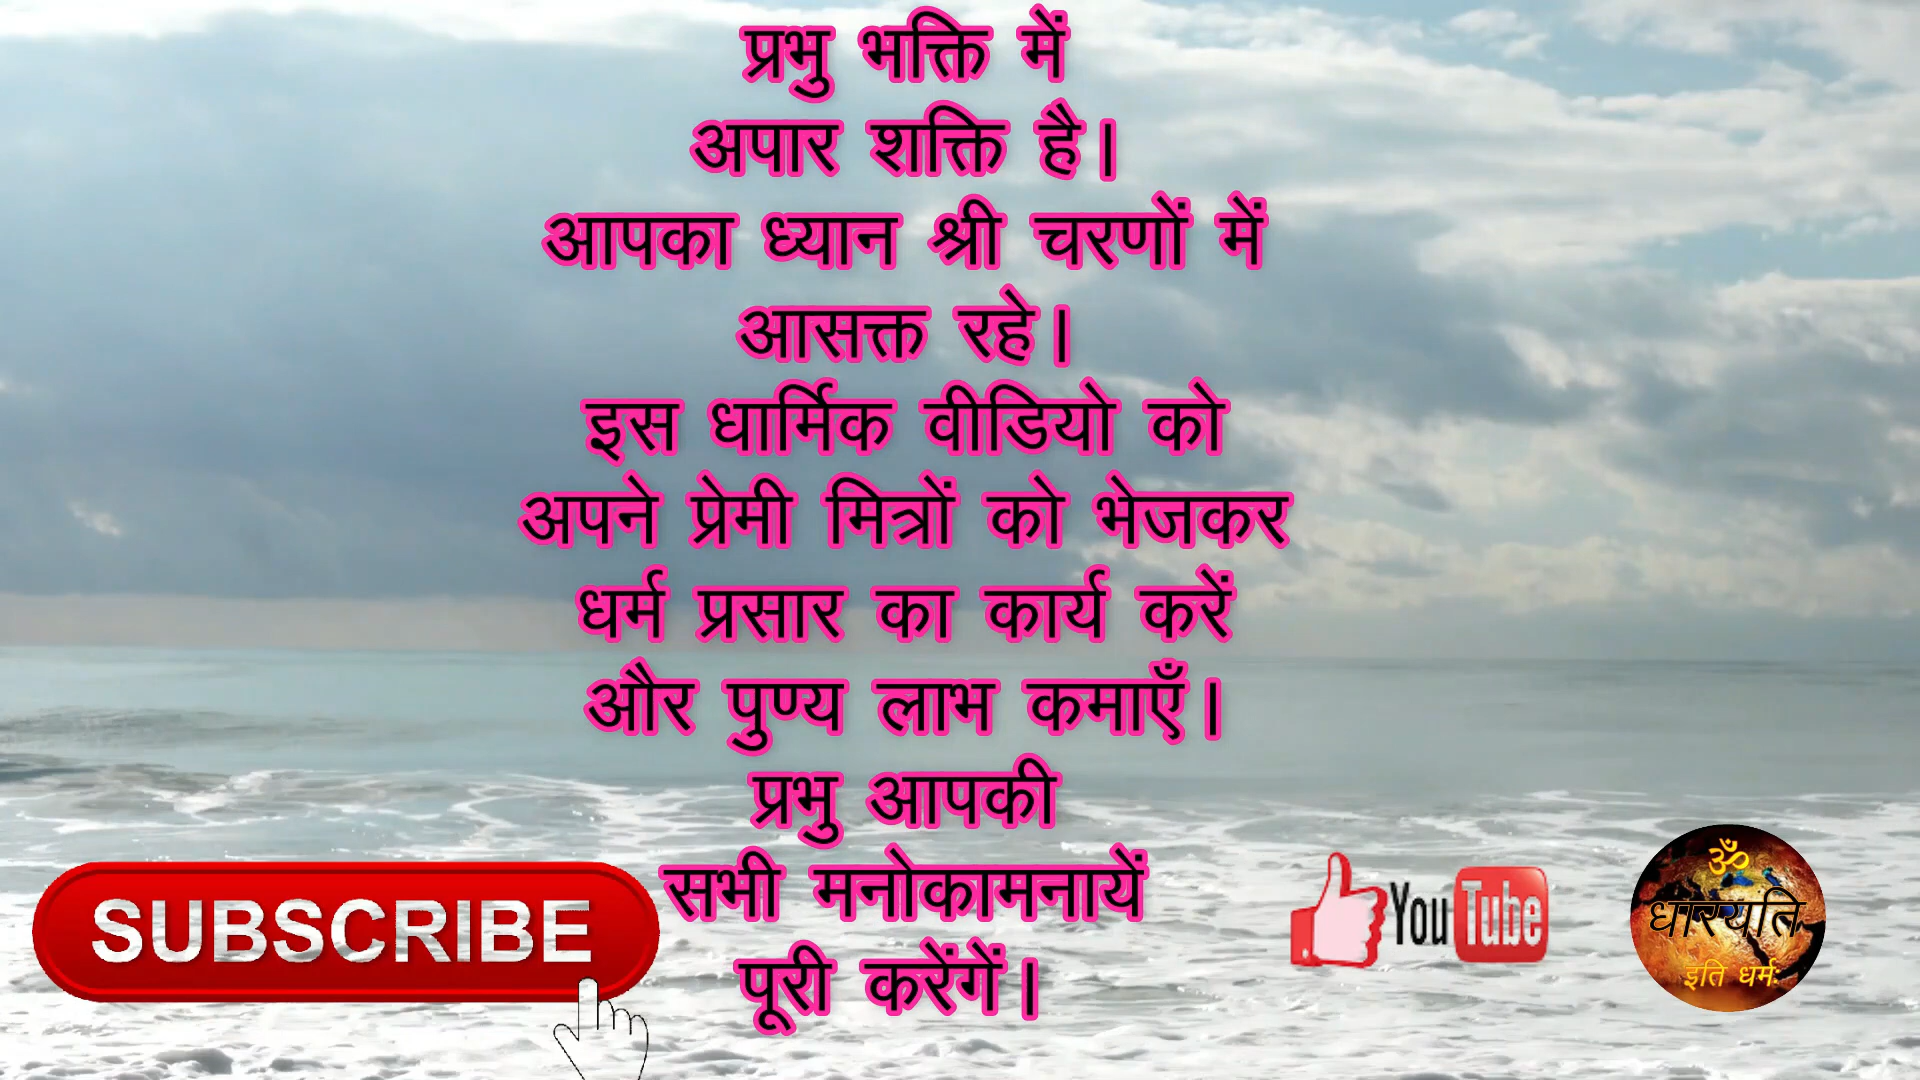 प्रभु भक्ति में
अपार शक्ति है।
आपका ध्यान श्री चरणों में
आसक्त रहे।
इस धार्मिक वीडियो को
अपने प्रेमी मित्रों को भेजकर
धर्म प्रसार का कार्य करें
और पुण्य लाभ कमाएँ।
प्रभु आपकी
सभी मनोकामनायें
पूरी करेंगें।
SUBSCRIBE
YouTube
ॐ
धारयति
इति धर्मः